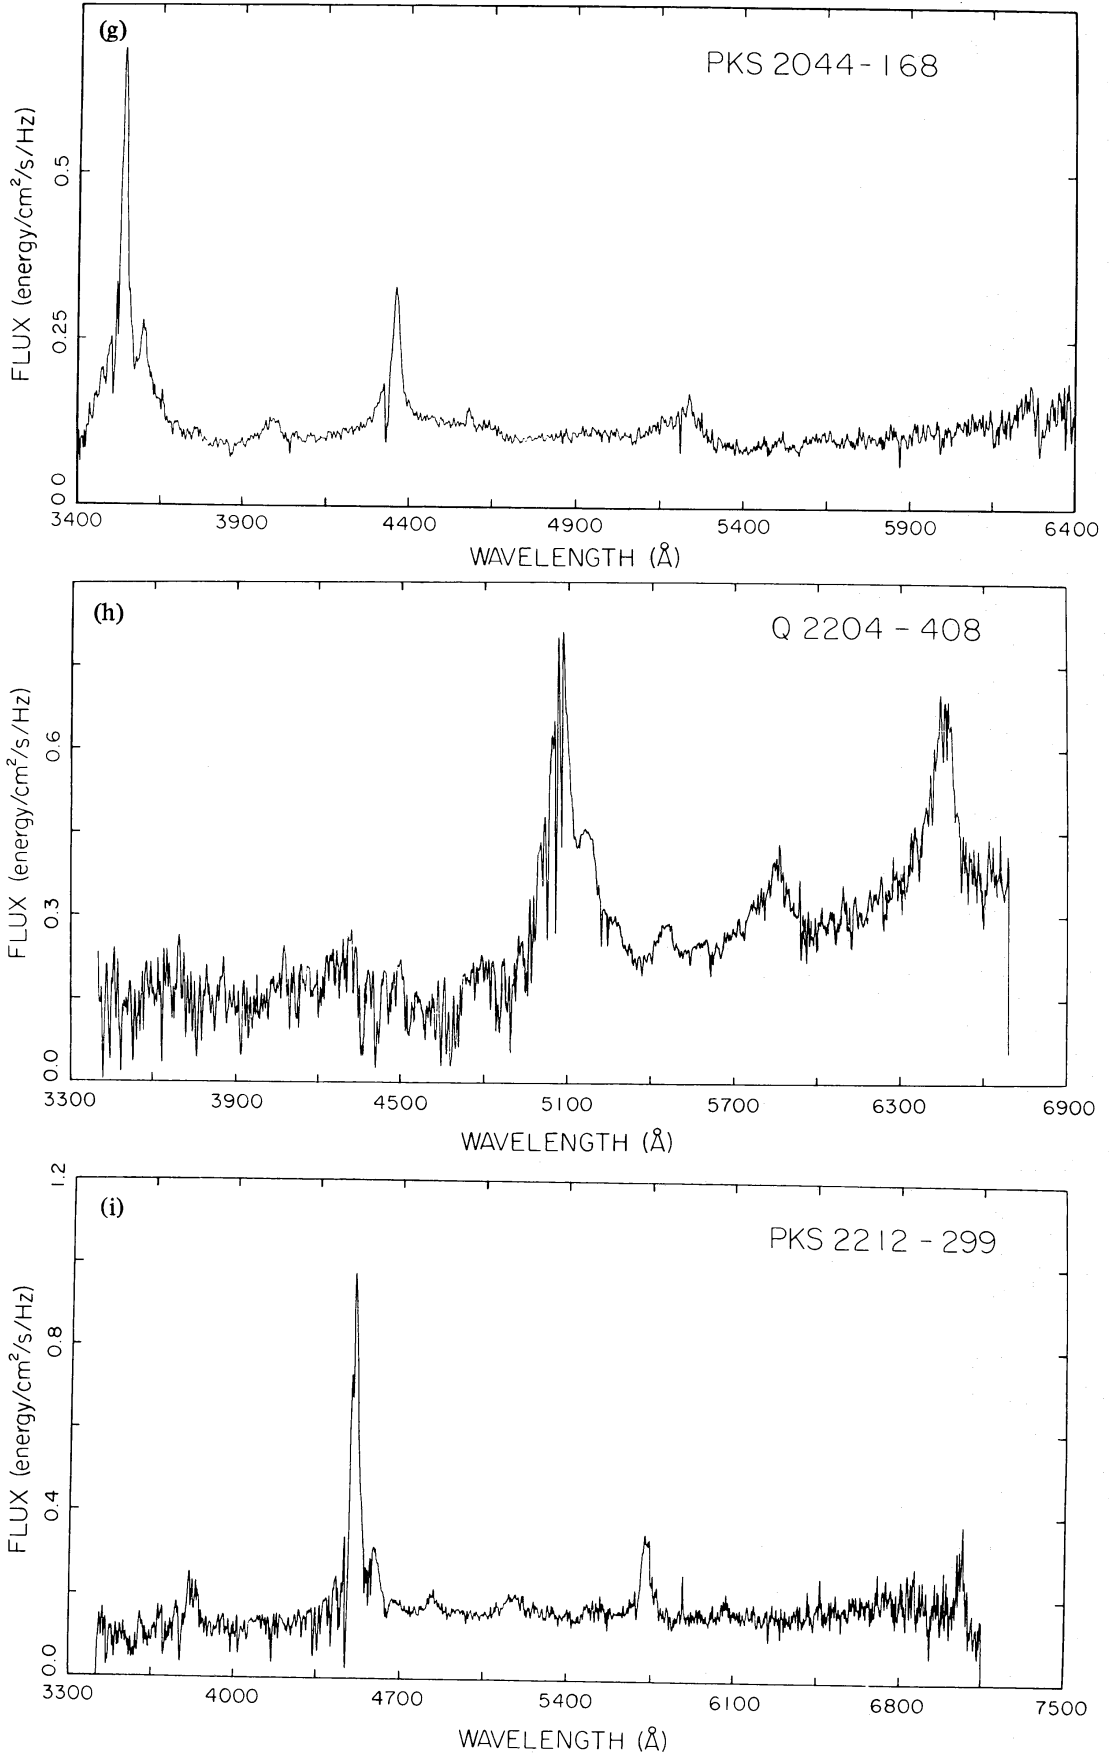 (g)
PKS 2044-168
FLUX (energy/cm²/s/Hz)
0.5
0.25
0.0
3400 3900 4400 4900 5400 5900 6400
WAVELENGTH (Å)
(h)
Q 2204 - 408
FLUX (energy/cm²/s/Hz)
0.6
0.3
0.0
3300 3900 4500 5100 5700 6300 6900
WAVELENGTH (Å)
(i)
PKS 2212 - 299
FLUX (energy/cm²/s/Hz)
1.2
0.8
0.4
0.0
3300 4000 4700 5400 6100 6800 7500
WAVELENGTH (Å)